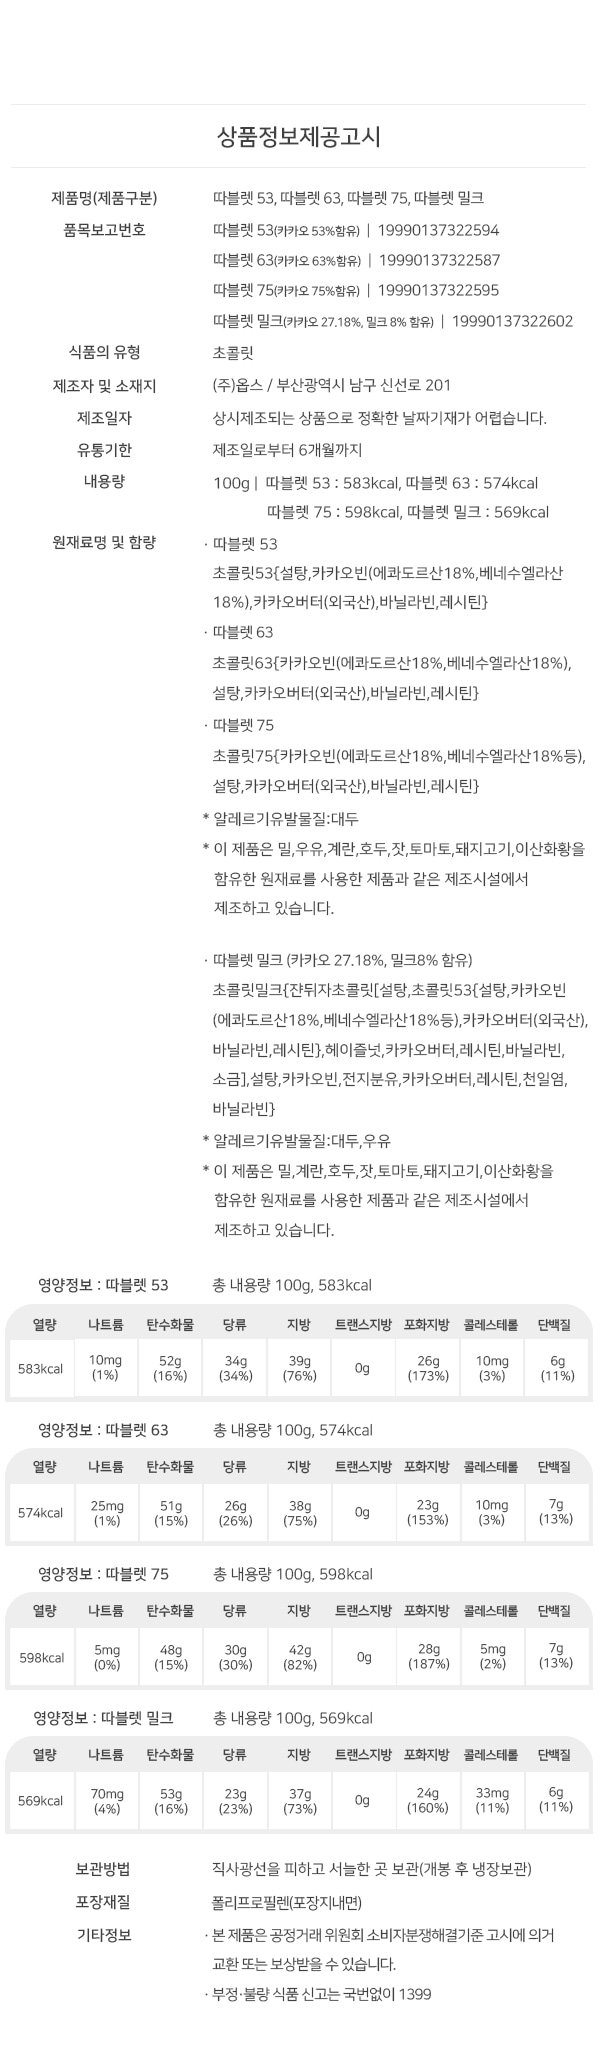 상품정보제공고시
제품명(제품구분) 따블렛 53, 따블렛 63, 따블렛 75, 따블렛 밀크
품목보고번호 따블렛 53(카카오 53%함유) | 19990137322594
따블렛 63(카카오 63%함유) | 19990137322587
따블렛 75(카카오 75%함유) | 19990137322595
따블렛 밀크(카카오 27.18%, 밀크 8% 함유) | 19990137322602
식품의 유형 초콜릿
제조자 및 소재지 (주)옵스 / 부산광역시 남구 신선로 201
제조일자 상시제조되는 상품으로 정확한 날짜기재가 어렵습니다.
유통기한 제조일로부터 6개월까지
내용량 100g | 따블렛 53 : 583kcal, 따블렛 63 : 574kcal
따블렛 75 : 598kcal, 따블렛 밀크 : 569kcal
원재료명 및 함량 · 따블렛 53
초콜릿53{설탕,카카오빈(에콰도르산18%,베네수엘라산
18%),카카오버터(외국산),바닐라빈,레시틴}
· 따블렛 63
초콜릿63{카카오빈(에콰도르산18%,베네수엘라산18%),
설탕,카카오버터(외국산),바닐라빈,레시틴}
· 따블렛 75
초콜릿75{카카오빈(에콰도르산18%,베네수엘라산18%등),
설탕,카카오버터(외국산),바닐라빈,레시틴}
* 알레르기유발물질:대두
* 이 제품은 밀,우유,계란,호두,잣,토마토,돼지고기,이산화황을
함유한 원재료를 사용한 제품과 같은 제조시설에서
제조하고 있습니다.
· 따블렛 밀크 (카카오 27.18%, 밀크8% 함유)
초콜릿밀크{쟌뒤자초콜릿[설탕,초콜릿53{설탕,카카오빈
(에콰도르산18%,베네수엘라산18%등),카카오버터(외국산),
바닐라빈,레시틴},헤이즐넛,카카오버터,레시틴,바닐라빈,
소금],설탕,카카오빈,전지분유,카카오버터,레시틴,천일염,
바닐라빈}
* 알레르기유발물질:대두,우유
* 이 제품은 밀,계란,호두,잣,토마토,돼지고기,이산화황을
함유한 원재료를 사용한 제품과 같은 제조시설에서
제조하고 있습니다.
영양정보 : 따블렛 53 총 내용량 100g, 583kcal
열량 나트륨 탄수화물 당류 지방 트랜스지방 포화지방 콜레스테롤 단백질
583kcal 10mg 52g 34g 39g 0g 26g 10mg 6g
(1%) (16%) (34%) (76%) (173%) (3%) (11%)
영양정보 : 따블렛 63 총 내용량 100g, 574kcal
열량 나트륨 탄수화물 당류 지방 트랜스지방 포화지방 콜레스테롤 단백질
574kcal 25mg 51g 26g 38g 0g 23g 10mg 7g
(1%) (15%) (26%) (75%) (153%) (3%) (13%)
영양정보 : 따블렛 75 총 내용량 100g, 598kcal
열량 나트륨 탄수화물 당류 지방 트랜스지방 포화지방 콜레스테롤 단백질
598kcal 5mg 48g 30g 42g 0g 28g 5mg 7g
(0%) (15%) (30%) (82%) (187%) (2%) (13%)
영양정보 : 따블렛 밀크 총 내용량 100g, 569kcal
열량 나트륨 탄수화물 당류 지방 트랜스지방 포화지방 콜레스테롤 단백질
569kcal 70mg 53g 23g 37g 0g 24g 33mg 6g
(4%) (16%) (23%) (73%) (160%) (11%) (11%)
보관방법 직사광선을 피하고 서늘한 곳 보관(개봉 후 냉장보관)
포장재질 폴리프로필렌(포장지내면)
기타정보 · 본 제품은 공정거래 위원회 소비자분쟁해결기준 고시에 의거
교환 또는 보상받을 수 있습니다.
· 부정·불량 식품 신고는 국번없이 1399